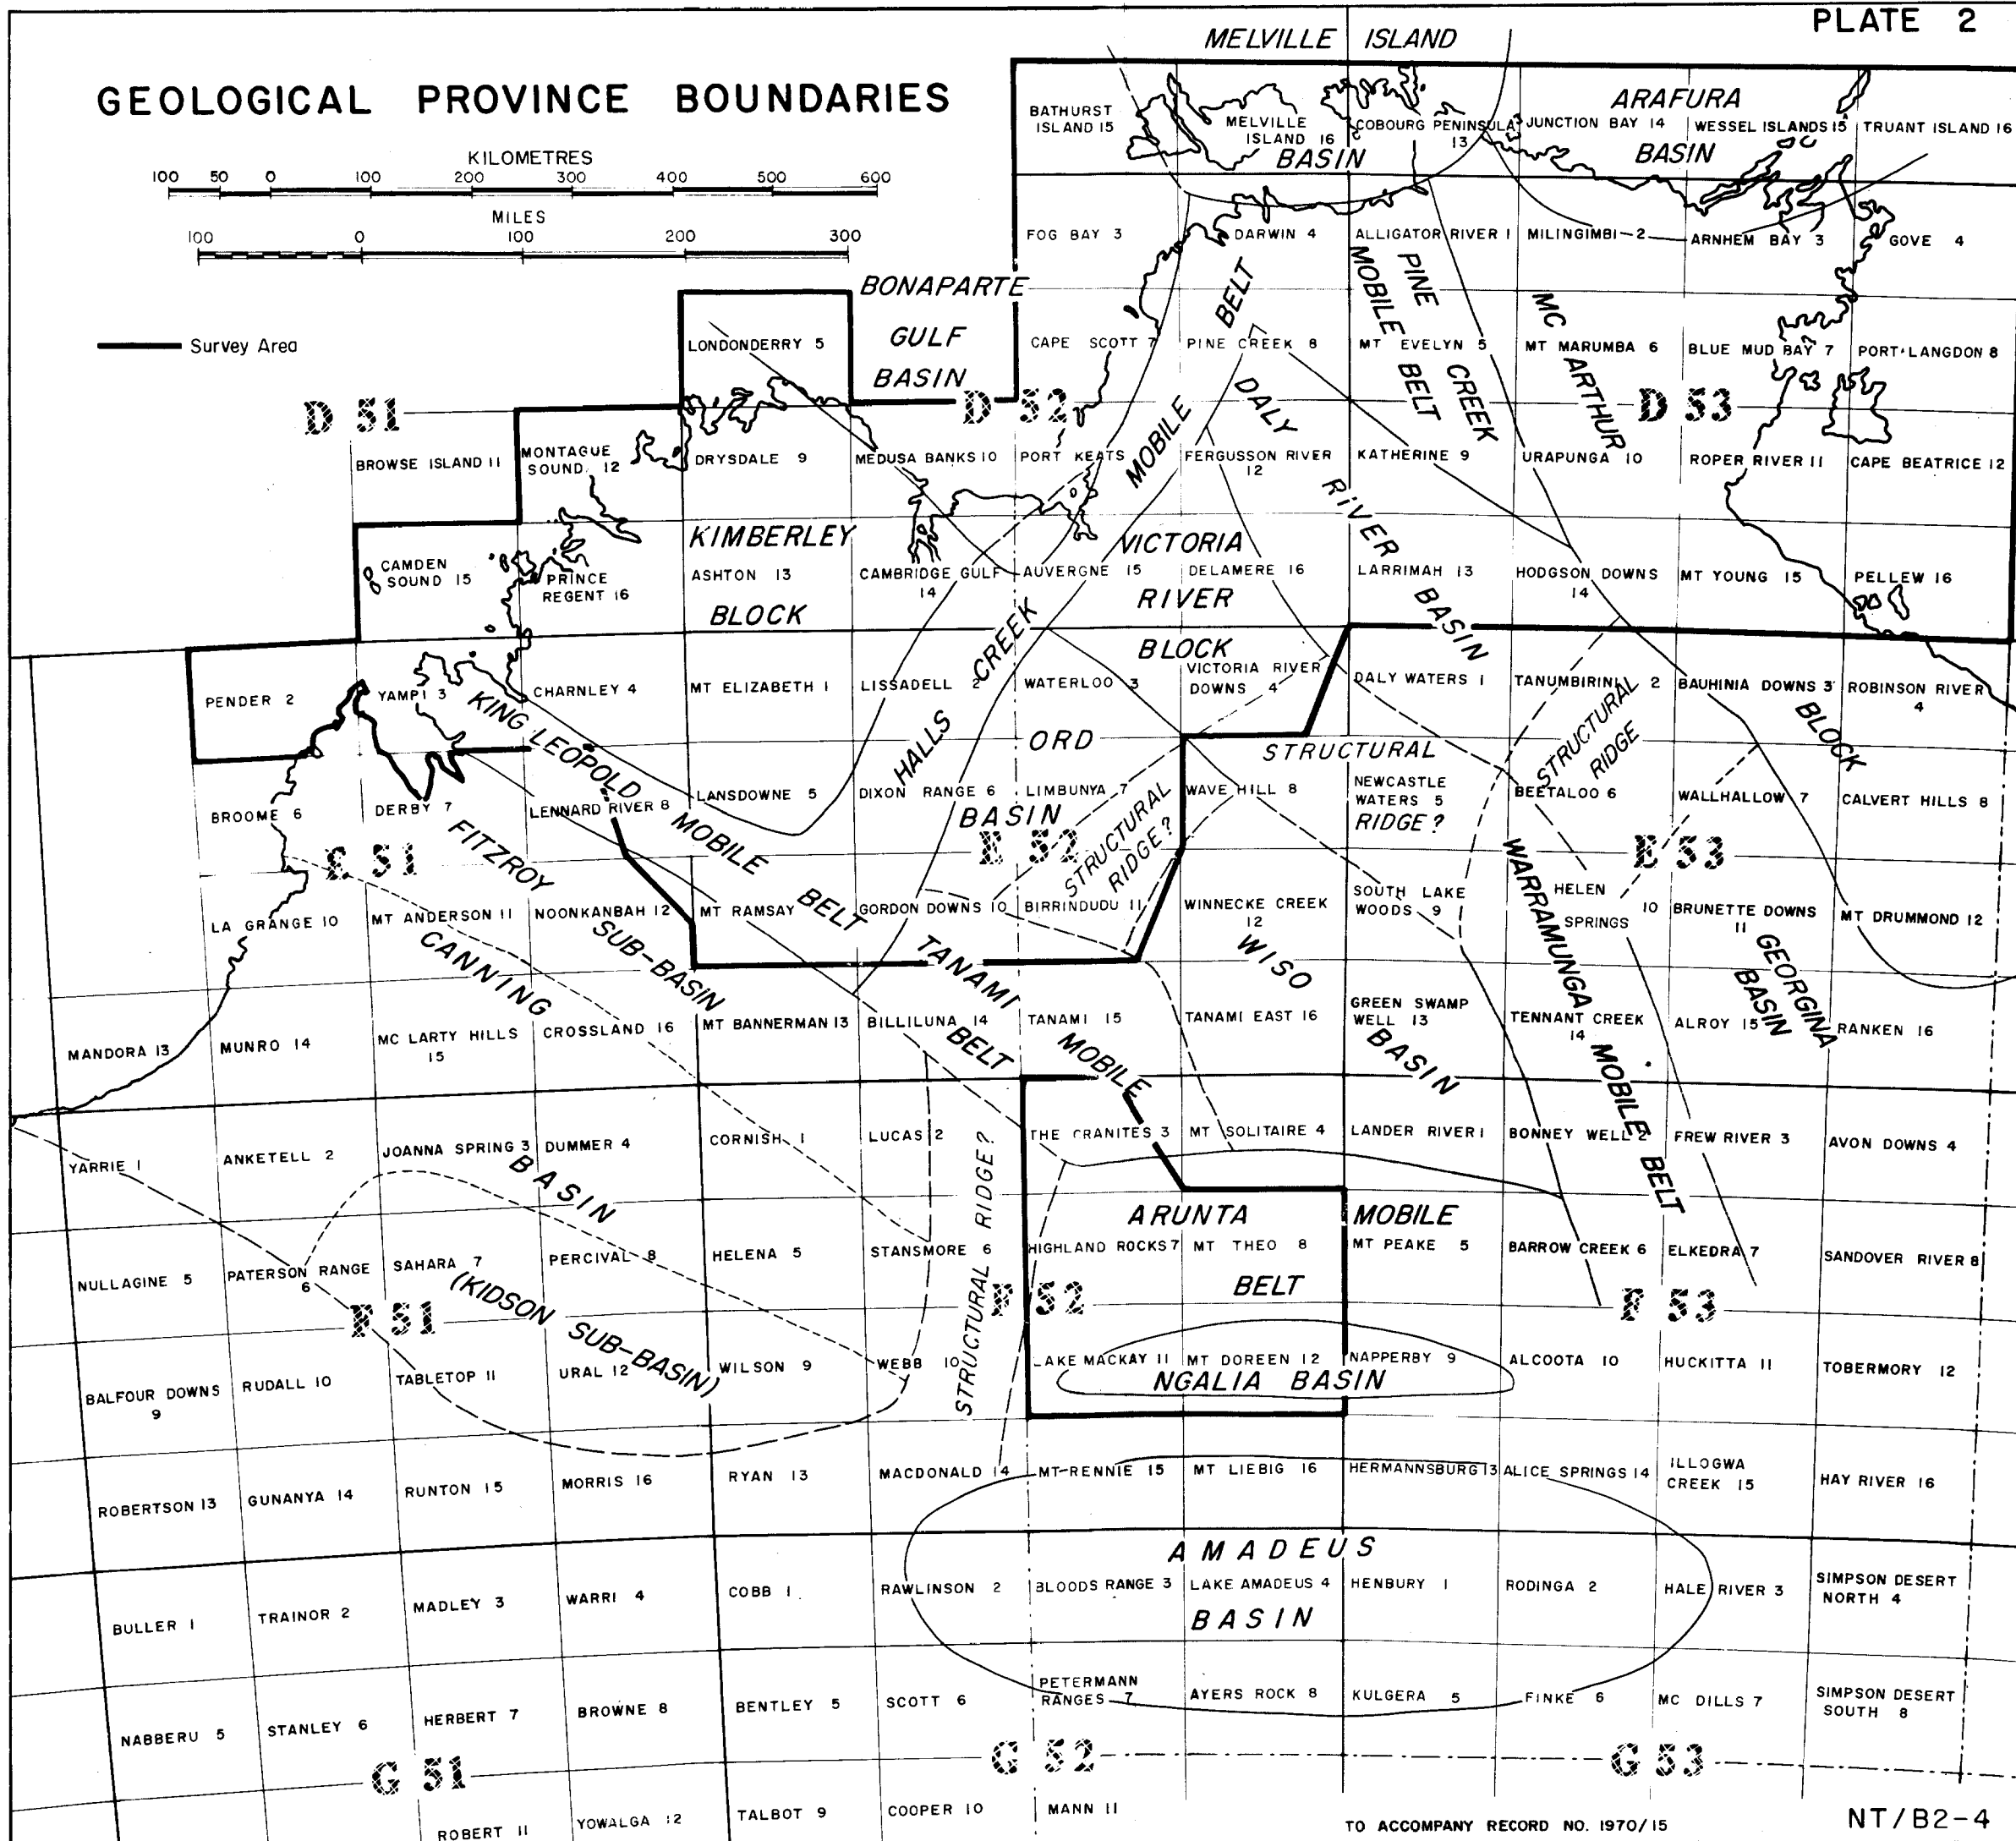 PLATE 2
MELVILLE ISLAND
GEOLOGICAL PROVINCE BOUNDARIES
KILOMETRES
100 50 0 100 200 300 400 500 600
MILES
100 0 100 200 300
Survey Area
BATHURST
ISLAND 15
MELVILLE
ISLAND 16
BASIN
COBOURG PENINSULA
13
JUNCTION BAY 14
ARAFURA
BASIN
WESSEL ISLANDS 15
TRUANT ISLAND 16
FOG BAY 3
DARWIN 4
ALLIGATOR RIVER 1
MILINGIMBI 2
ARNHEM BAY 3
GOVE 4
BONAPARTE
GULF
BASIN
LONDONDERRY 5
CAPE SCOTT 7
PINE CREEK 8
MT EVELYN 5
MT MARUMBA 6
BLUE MUD BAY 7
PORT LANGDON 8
PINE CREEK
MOBILE BELT
MC ARTHUR
BLOCK
D 51
D 52
D 53
BROWSE ISLAND 11
MONTAGUE
SOUND 12
DRYSDALE 9
MEDUSA BANKS 10
PORT KEATS
FERGUSSON RIVER
12
KATHERINE 9
URAPUNGA 10
ROPER RIVER 11
CAPE BEATRICE 12
DALY RIVER BASIN
HALLS CREEK MOBILE BELT
KIMBERLEY
BLOCK
VICTORIA
RIVER
BLOCK
CAMDEN
SOUND 15
PRINCE
REGENT 16
ASHTON 13
CAMBRIDGE GULF
14
AUVERGNE 15
DELAMERE 16
LARRIMAH 13
HODGSON DOWNS
14
MT YOUNG 15
PELLEW 16
PENDER 2
YAMPI 3
CHARNLEY 4
MT ELIZABETH 1
LISSADELL 2
WATERLOO 3
VICTORIA RIVER
DOWNS 4
DALY WATERS 1
TANUMBIRINI 2
BAUHINIA DOWNS 3
ROBINSON RIVER
4
KING LEOPOLD MOBILE BELT
ORD
BASIN
STRUCTURAL
RIDGE?
STRUCTURAL
RIDGE
BROOME 6
DERBY 7
LENNARD RIVER 8
LANSDOWNE 5
DIXON RANGE 6
LIMBUNYA 7
WAVE HILL 8
NEWCASTLE
WATERS 5
BEETALOO 6
WALLHALLOW 7
CALVERT HILLS 8
E 51
E 52
E 53
STRUCTURAL
RIDGE?
FITZROY
SUB-BASIN
LA GRANGE 10
MT ANDERSON 11
NOONKANBAH 12
MT RAMSAY
GORDON DOWNS 10
BIRRINDUDU 11
WINNECKE CREEK
12
SOUTH LAKE
WOODS 9
HELEN
SPRINGS
10
BRUNETTE DOWNS
11
MT DRUMMOND 12
CANNING
BASIN
TANAMI
MOBILE
BELT
WISO
BASIN
WARRAMUNGA MOBILE BELT
GEORGINA
BASIN
MANDORA 13
MUNRO 14
MC LARTY HILLS
15
CROSSLAND 16
MT BANNERMAN 13
BILLILUNA 14
TANAMI 15
TANAMI EAST 16
GREEN SWAMP
WELL 13
TENNANT CREEK
14
ALROY 15
RANKEN 16
YARRIE 1
ANKETELL 2
JOANNA SPRING 3
DUMMER 4
CORNISH 1
LUCAS 2
THE GRANITES 3
MT SOLITAIRE 4
LANDER RIVER 1
BONNEY WELL 2
FREW RIVER 3
AVON DOWNS 4
STRUCTURAL RIDGE?
ARUNTA MOBILE
BELT
NULLAGINE 5
PATERSON RANGE
6
SAHARA 7
PERCIVAL 8
HELENA 5
STANSMORE 6
HIGHLAND ROCKS 7
MT THEO 8
MT PEAKE 5
BARROW CREEK 6
ELKEDRA 7
SANDOVER RIVER 8
F 51
F 52
F 53
(KIDSON SUB-BASIN)
BALFOUR DOWNS
9
RUDALL 10
TABLETOP 11
URAL 12
WILSON 9
WEBB 10
LAKE MACKAY 11
MT DOREEN 12
NAPPERBY 9
ALCOOTA 10
HUCKITTA 11
TOBERMORY 12
NGALIA BASIN
ROBERTSON 13
GUNANYA 14
RUNTON 15
MORRIS 16
RYAN 13
MACDONALD 14
MT RENNIE 15
MT LIEBIG 16
HERMANNSBURG 13
ALICE SPRINGS 14
ILLOGWA
CREEK 15
HAY RIVER 16
AMADEUS
BASIN
BULLER 1
TRAINOR 2
MADLEY 3
WARRI 4
COBB 1
RAWLINSON 2
BLOODS RANGE 3
LAKE AMADEUS 4
HENBURY 1
RODINGA 2
HALE RIVER 3
SIMPSON DESERT
NORTH 4
NABBERU 5
STANLEY 6
HERBERT 7
BROWNE 8
BENTLEY 5
SCOTT 6
PETERMANN
RANGES 7
AYERS ROCK 8
KULGERA 5
FINKE 6
MC DILLS 7
SIMPSON DESERT
SOUTH 8
G 51
G 52
G 53
ROBERT 11
YOWALGA 12
TALBOT 9
COOPER 10
MANN 11
TO ACCOMPANY RECORD NO. 1970/15
NT/B2-4